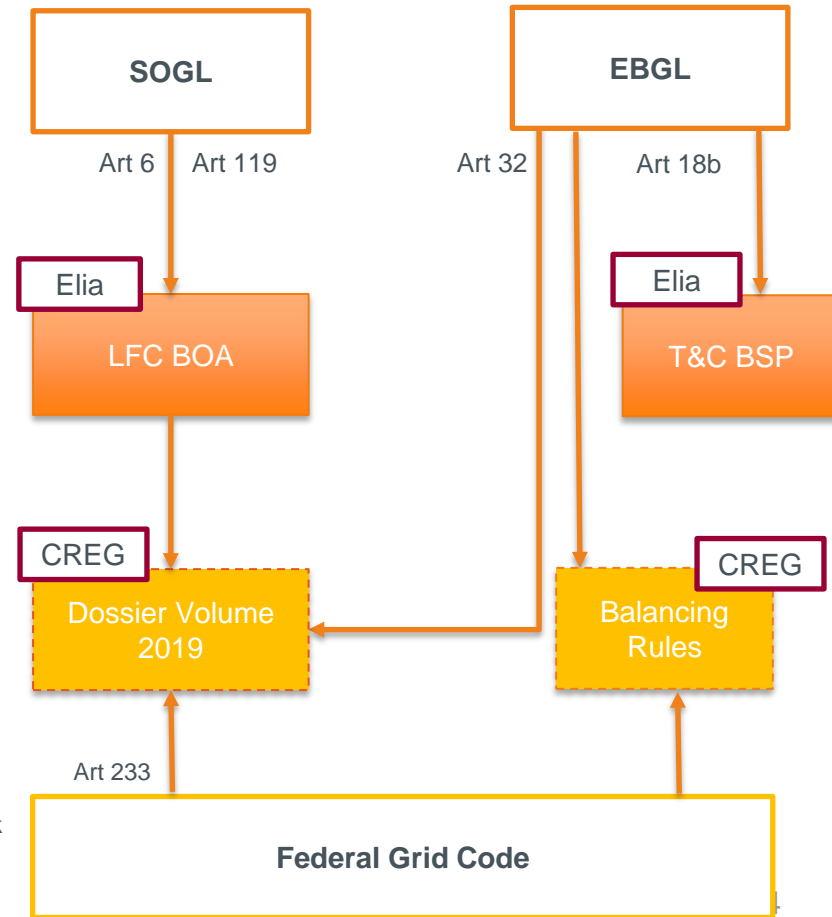 SOGL
EBGL
Art 6
Art 119
Art 32
Art 18b
Elia
Elia
LFC BOA
T&C BSP
CREG
CREG
Dossier Volume
2019
Balancing
Rules
Art 233
Federal Grid Code